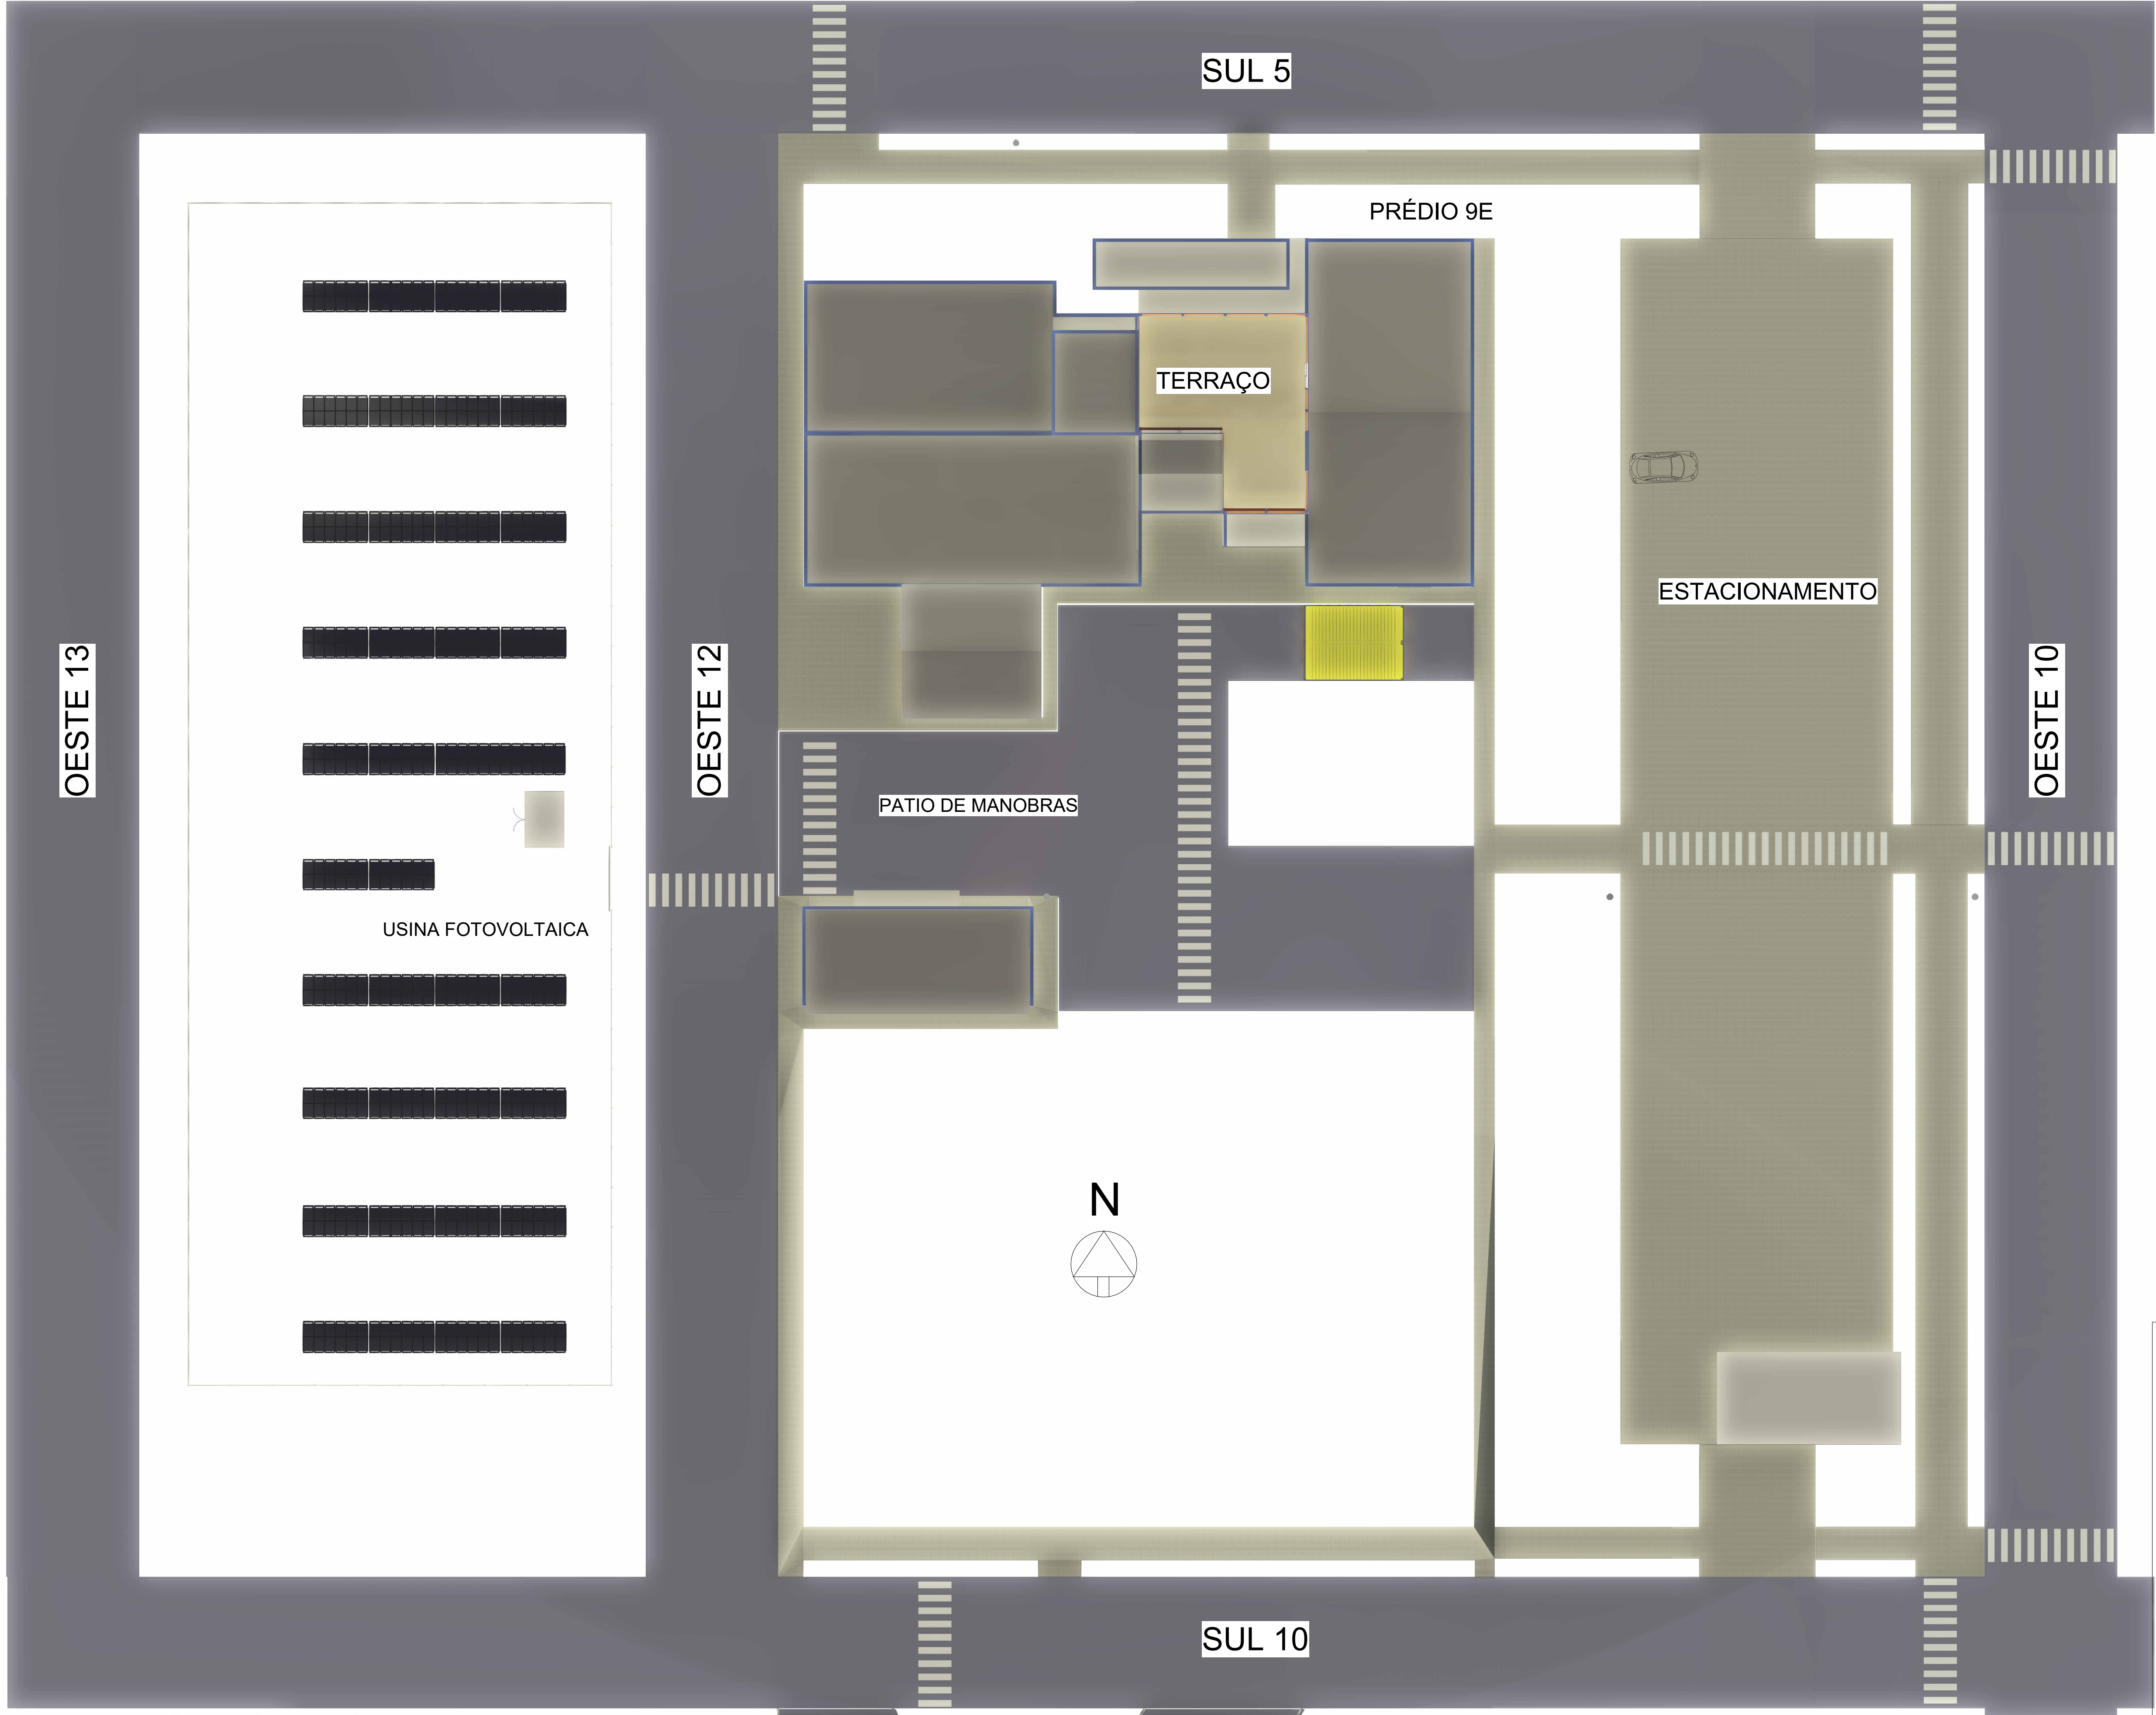 SUL 5
PRÉDIO 9E
TERRAÇO
ESTACIONAMENTO
OESTE 13
OESTE 12
OESTE 10
PATIO DE MANOBRAS
USINA FOTOVOLTAICA
N
SUL 10